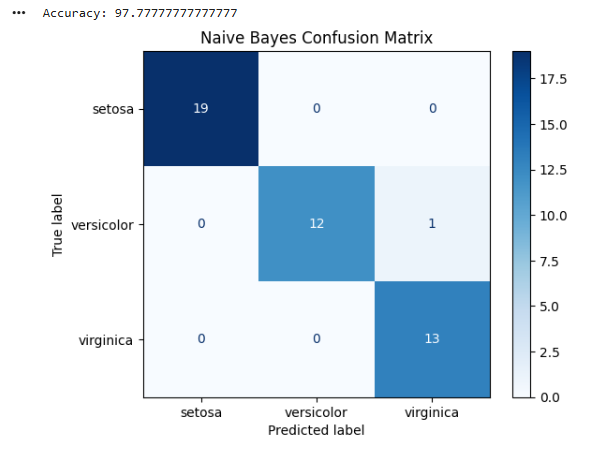 ••• Accuracy: 97.77777777777777
Naive Bayes Confusion Matrix
setosa 19 0 0
versicolor 0 12 1
virginica 0 0 13
setosa versicolor virginica
Predicted label
True label
17.5
15.0
12.5
10.0
7.5
5.0
2.5
0.0